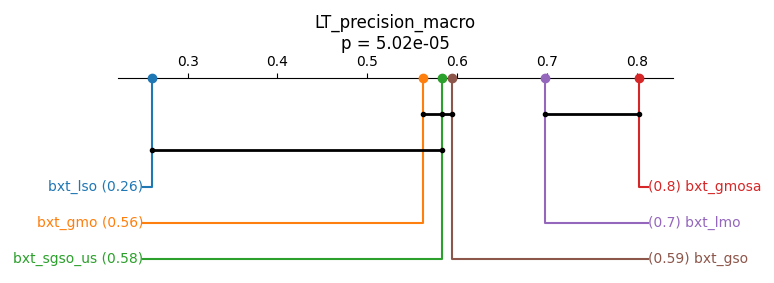 LT_precision_macro
p = 5.02e-05
0.3 0.4 0.5 0.6 0.7 0.8
bxt_lso (0.26) (0.8) bxt_gmosa
bxt_gmo (0.56) (0.7) bxt_lmo
bxt_sgso_us (0.58) (0.59) bxt_gso